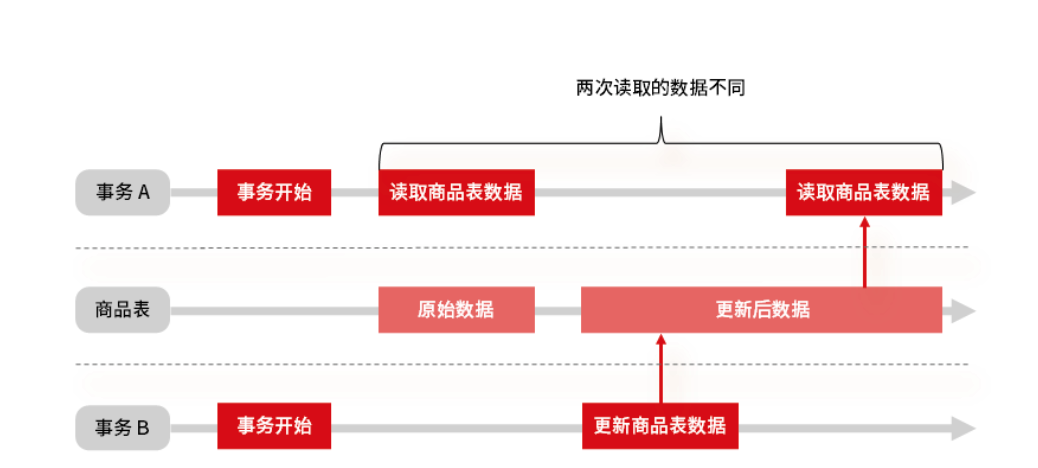 两次读取的数据不同
事务 A
事务开始
读取商品表数据
读取商品表数据
商品表
原始数据
更新后数据
事务 B
事务开始
更新商品表数据